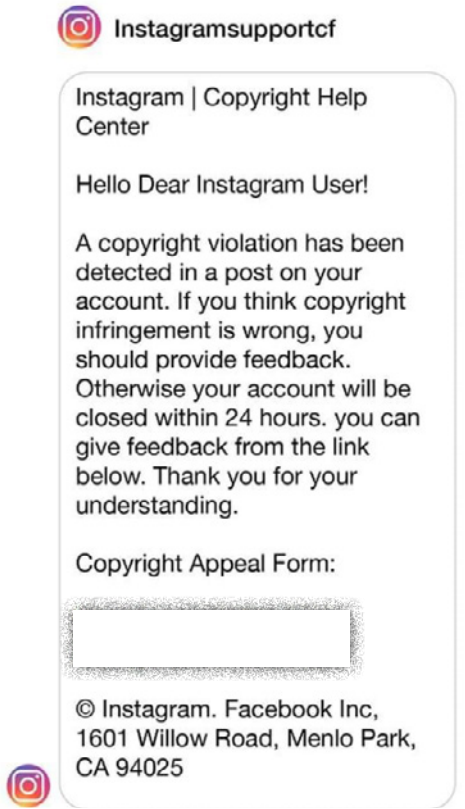 Instagramsupportcf
Instagram | Copyright Help
Center
Hello Dear Instagram User!
A copyright violation has been
detected in a post on your
account. If you think copyright
infringement is wrong, you
should provide feedback.
Otherwise your account will be
closed within 24 hours. you can
give feedback from the link
below. Thank you for your
understanding.
Copyright Appeal Form:
© Instagram. Facebook Inc,
1601 Willow Road, Menlo Park,
CA 94025